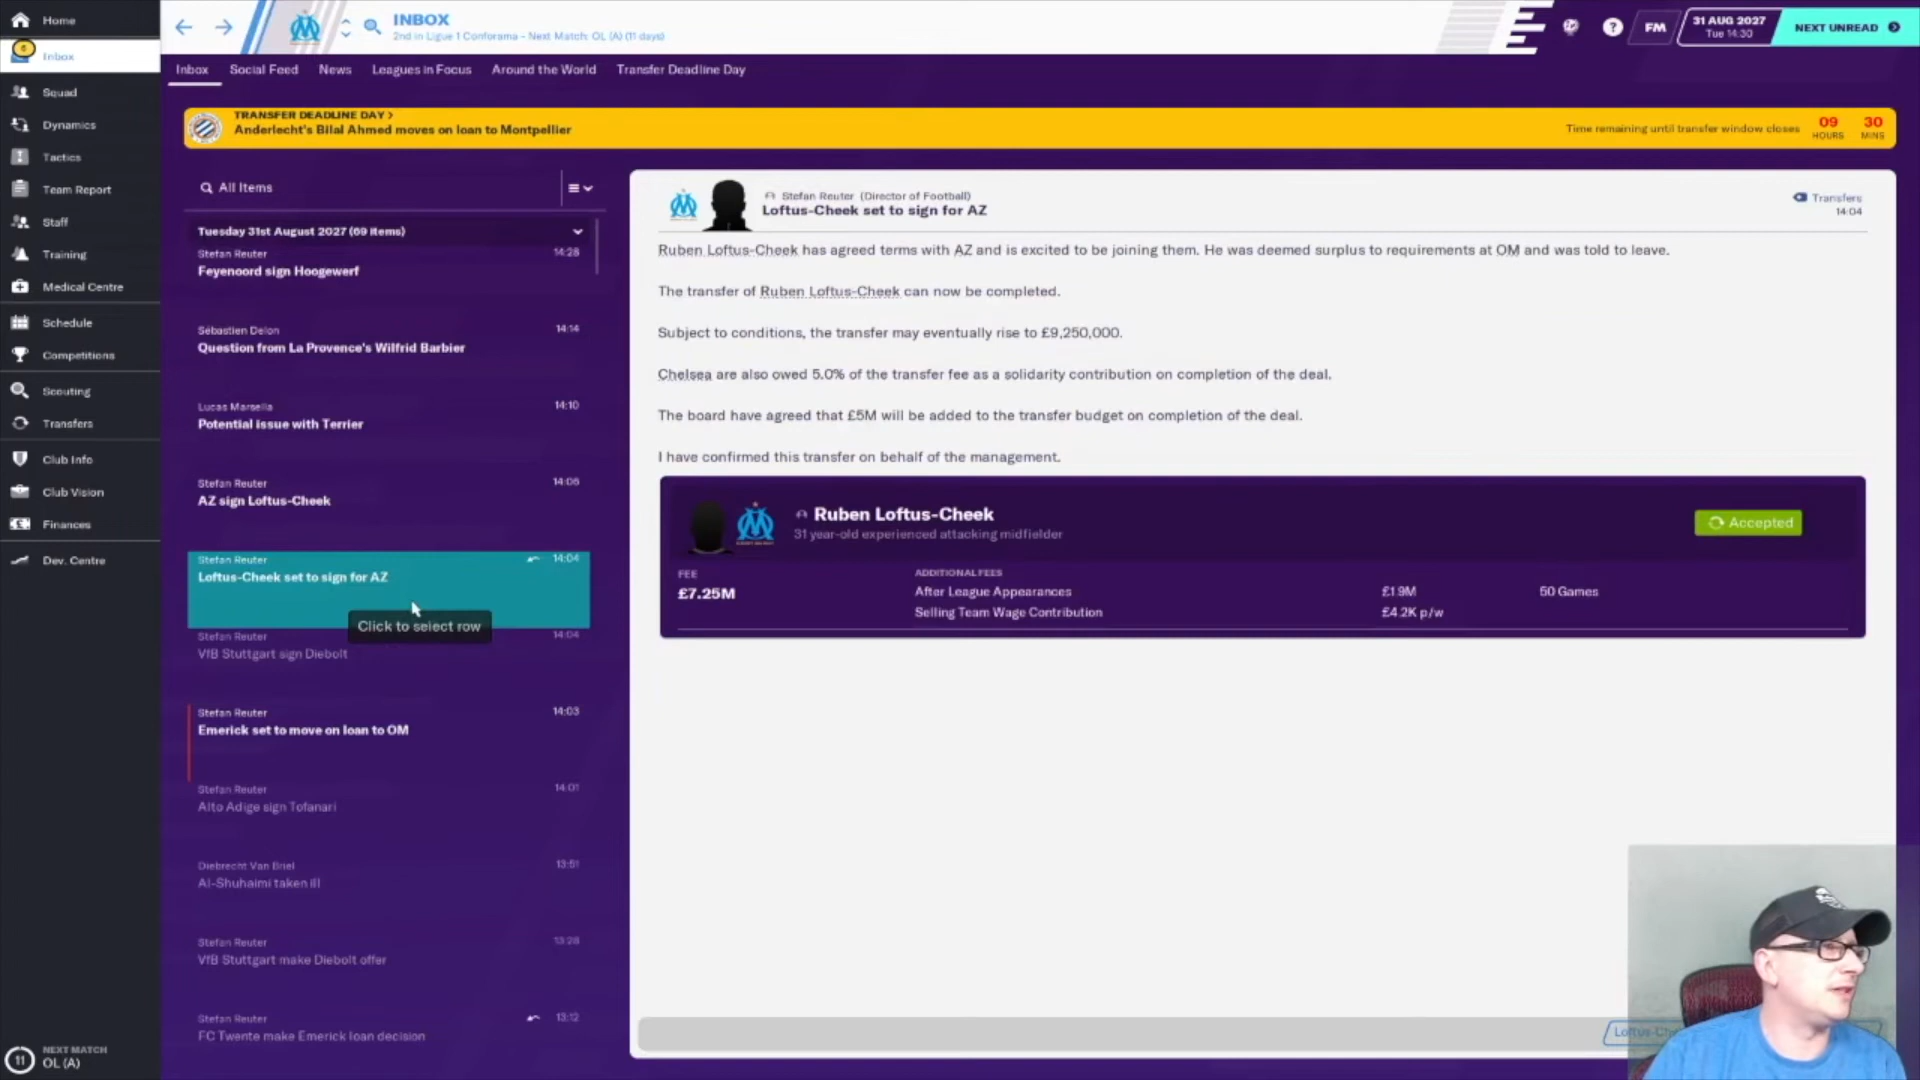 Home
Inbox
Squad
Dynamics
Tactics
Team Report
Staff
Training
Medical Centre
Schedule
Competitions
Scouting
Transfers
Club Info
Club Vision
Finances
Dev. Centre
11
NEXT MATCH
OL (A)
INBOX
2nd in Ligue 1 Conforama - Next Match: OL (A) (11 days)
FM
31 AUG 2027
Tue 14:30
NEXT UNREAD
Inbox Social Feed News Leagues in Focus Around the World Transfer Deadline Day
TRANSFER DEADLINE DAY >
Anderlecht's Bilal Ahmed moves on loan to Montpellier
Time remaining until transfer window closes
09 HOURS
30 MINS
All Items
Tuesday 31st August 2027 (69 items)
Stefan Reuter 14:28
Feyenoord sign Hoogewerf
Sébastien Delon 14:14
Question from La Provence's Wilfrid Barbier
Lucas Marsella 14:10
Potential issue with Terrier
Stefan Reuter 14:06
AZ sign Loftus-Cheek
Stefan Reuter 14:04
Loftus-Cheek set to sign for AZ
Click to select row
Stefan Reuter 14:04
VfB Stuttgart sign Diebolt
Stefan Reuter 14:03
Emerick set to move on loan to OM
Stefan Reuter 14:01
Alto Adige sign Tofanari
Diebrecht Van Briel 13:51
Al-Shuhaimi taken ill
Stefan Reuter 13:28
VfB Stuttgart make Diebolt offer
Stefan Reuter 13:12
FC Twente make Emerick loan decision
Stefan Reuter (Director of Football)
Loftus-Cheek set to sign for AZ
Transfers
14:04
Ruben Loftus-Cheek has agreed terms with AZ and is excited to be joining them. He was deemed surplus to requirements at OM and was told to leave.
The transfer of Ruben Loftus-Cheek can now be completed.
Subject to conditions, the transfer may eventually rise to £9,250,000.
Chelsea are also owed 5.0% of the transfer fee as a solidarity contribution on completion of the deal.
The board have agreed that £5M will be added to the transfer budget on completion of the deal.
I have confirmed this transfer on behalf of the management.
Ruben Loftus-Cheek
31 year-old experienced attacking midfielder
Accepted
FEE
£7.25M
ADDITIONAL FEES
After League Appearances £1.9M 50 Games
Selling Team Wage Contribution £4.2K p/w